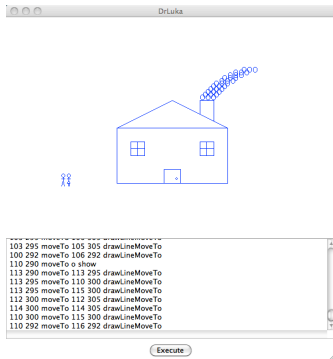 DrLuka
103 295 moveTo 105 305 drawLineMoveTo
100 292 moveTo 106 292 drawLineMoveTo
110 290 moveTo o show
113 290 moveTo 113 295 drawLineMoveTo
113 295 moveTo 110 300 drawLineMoveTo
113 295 moveTo 115 300 drawLineMoveTo
112 300 moveTo 112 305 drawLineMoveTo
114 300 moveTo 114 305 drawLineMoveTo
110 300 moveTo 115 300 drawLineMoveTo
110 292 moveTo 116 292 drawLineMoveTo
Execute